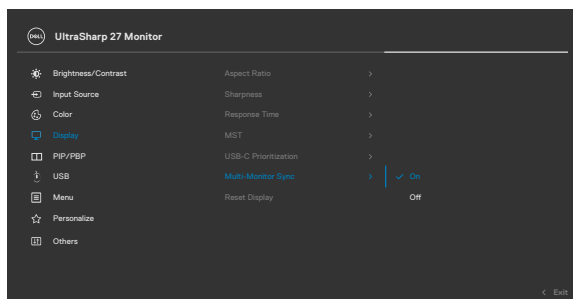 DELL UltraSharp 27 Monitor
Brightness/Contrast Aspect Ratio >
Input Source Sharpness >
Color Response Time >
Display MST >
PIP/PBP USB-C Prioritization >
USB Multi-Monitor Sync > ✓ On
Menu Reset Display Off
Personalize
Others
< Exit